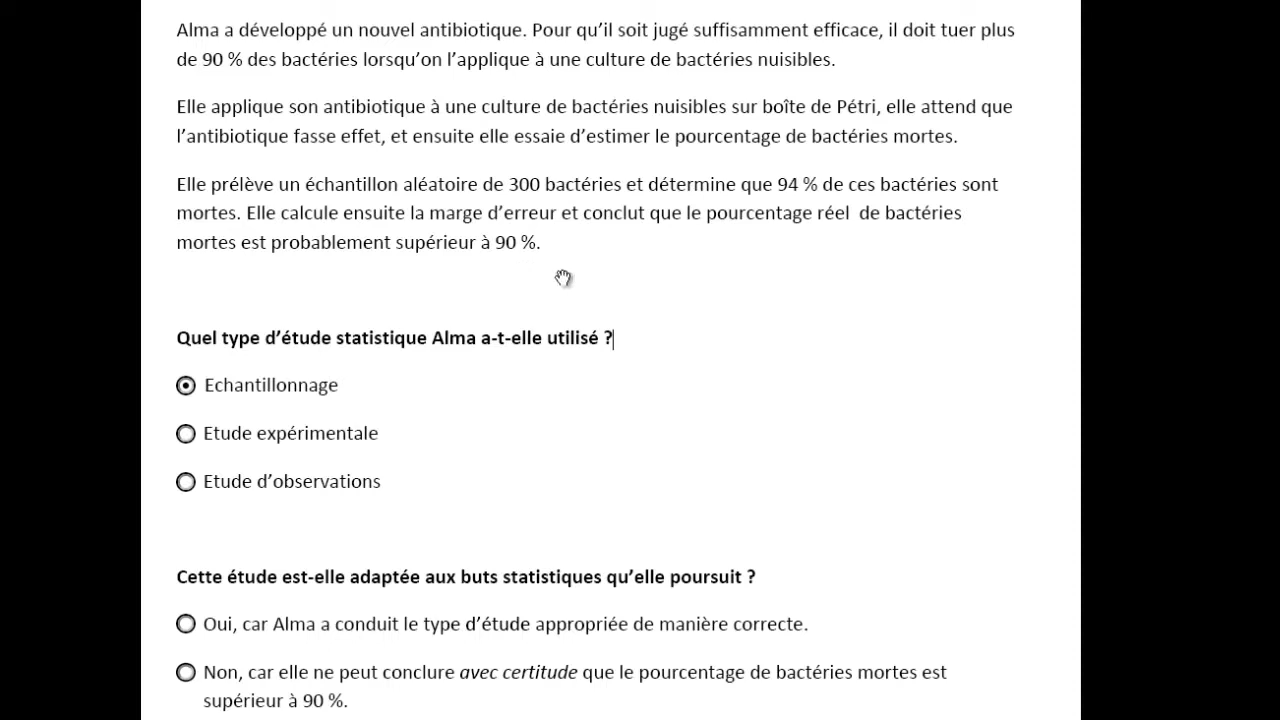 Alma a développé un nouvel antibiotique. Pour qu’il soit jugé suffisamment efficace, il doit tuer plus
de 90 % des bactéries lorsqu’on l’applique à une culture de bactéries nuisibles.
Elle applique son antibiotique à une culture de bactéries nuisibles sur boîte de Pétri, elle attend que
l’antibiotique fasse effet, et ensuite elle essaie d’estimer le pourcentage de bactéries mortes.
Elle prélève un échantillon aléatoire de 300 bactéries et détermine que 94 % de ces bactéries sont
mortes. Elle calcule ensuite la marge d’erreur et conclut que le pourcentage réel  de bactéries
mortes est probablement supérieur à 90 %.
Quel type d’étude statistique Alma a-t-elle utilisé ?
Echantillonnage
Etude expérimentale
Etude d’observations
Cette étude est-elle adaptée aux buts statistiques qu’elle poursuit ?
Oui, car Alma a conduit le type d’étude appropriée de manière correcte.
Non, car elle ne peut conclure avec certitude que le pourcentage de bactéries mortes est
supérieur à 90 %.